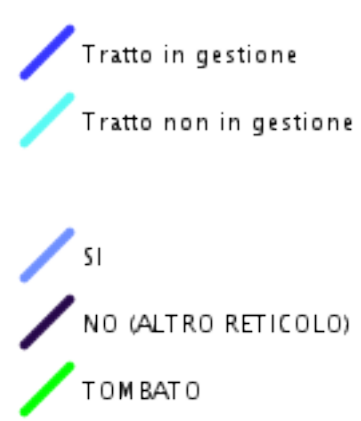 Tratto in gestione
Tratto non in gestione
SI
NO (ALTRO RETICOLO)
TOMBATO